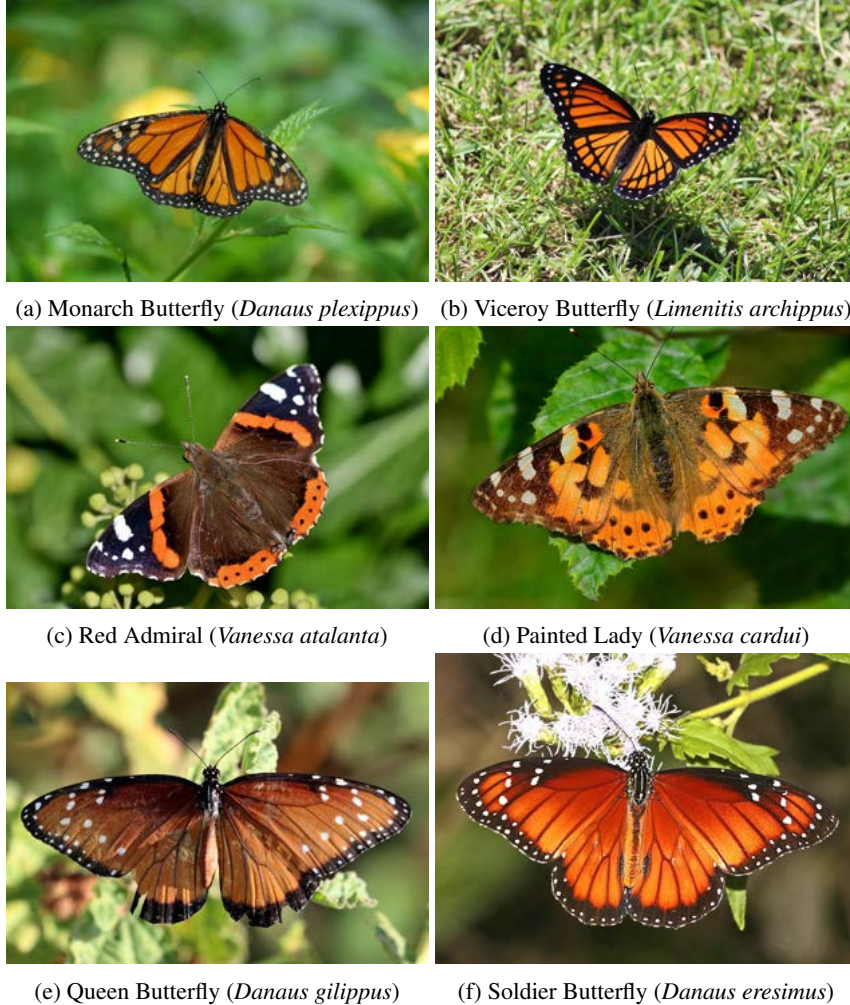 (a) Monarch Butterfly (Danaus plexippus)
(b) Viceroy Butterfly (Limenitis archippus)
(c) Red Admiral (Vanessa atalanta)
(d) Painted Lady (Vanessa cardui)
(e) Queen Butterfly (Danaus gilippus)
(f) Soldier Butterfly (Danaus eresimus)